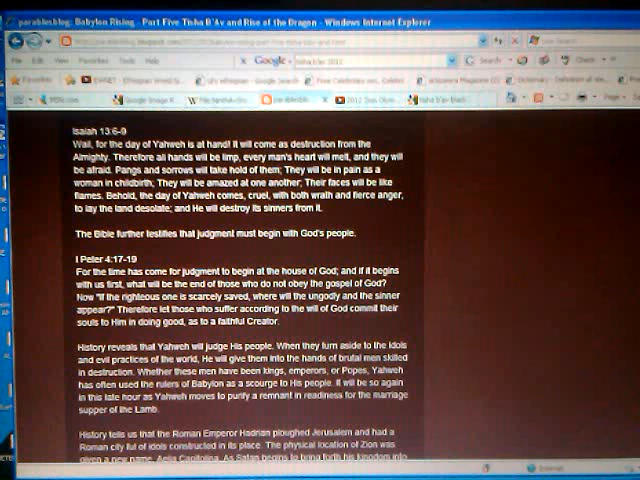 parablesblog: Babylon Rising - Part Five Tisha B'Av and Rise of the Dragon - Windows Internet Explorer
File Edit View Favorites Tools Help
Google tisha b'av 2012 Search
Favorites
MSN.com Google Image R parablesblo 2012 tisha b'av
Isaiah 13:6-9
Wail, for the day of Yahweh is at hand! It will come as destruction from the
Almighty. Therefore all hands will be limp, every man's heart will melt, and they will
be afraid. Pangs and sorrows will take hold of them; They will be in pain as a
woman in childbirth; They will be amazed at one another; Their faces will be like
flames. Behold, the day of Yahweh comes, cruel, with both wrath and fierce anger,
to lay the land desolate; and He will destroy its sinners from it.
The Bible further testifies that judgment must begin with God's people.
I Peter 4:17-19
For the time has come for judgment to begin at the house of God; and if it begins
with us first, what will be the end of those who do not obey the gospel of God?
Now "If the righteous one is scarcely saved, where will the ungodly and the sinner
appear?" Therefore let those who suffer according to the will of God commit their
souls to Him in doing good, as to a faithful Creator.
History reveals that Yahweh will judge His people. When they turn aside to the idols
and evil practices of the world, He will give them into the hands of brutal men skilled
in destruction. Whether these men have been kings, emperors, or Popes, Yahweh
has often used the rulers of Babylon as a scourge to His people. It will be so again
in this late hour as Yahweh moves to purify a remnant in readiness for the marriage
supper of the Lamb.
History tells us that the Roman Emperor Hadrian ploughed Jerusalem and had a
Roman city full of idols constructed in its place. The physical location of Zion was
given a new name, Aelia Capitolina. As Satan begins to bring forth his kingdom into
Internet